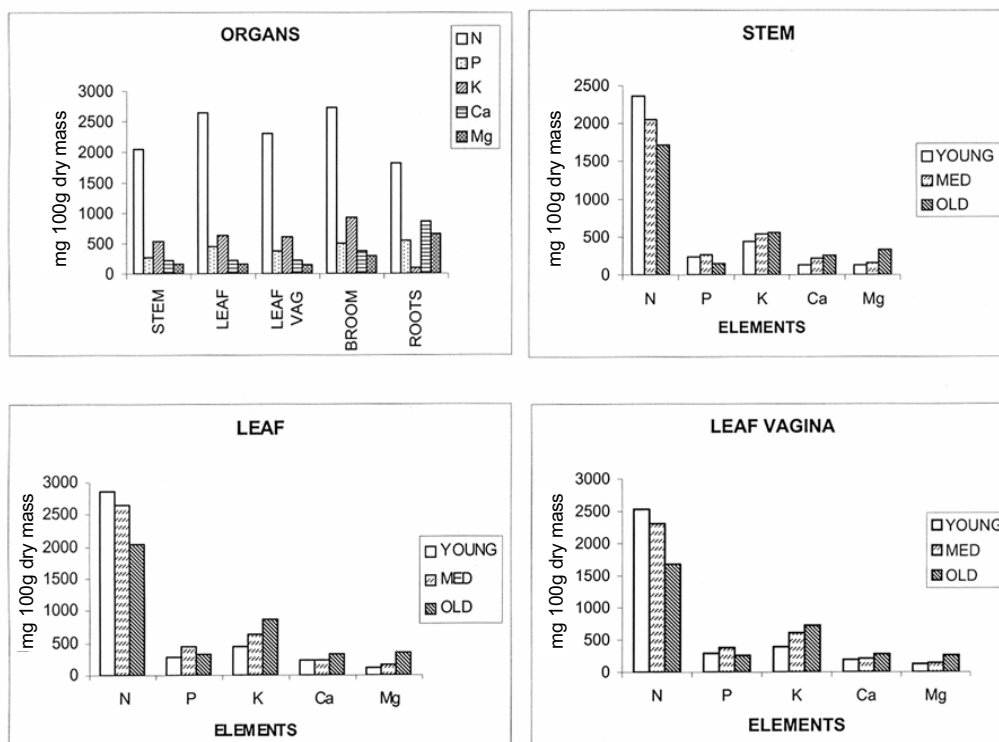 ORGANS
N
P
K
Ca
Mg
mg 100g dry mass
3000
2500
2000
1500
1000
500
0
STEM
LEAF
LEAF
VAG
BROOM
ROOTS
STEM
mg 100g dry mass
2500
2000
1500
1000
500
0
N P K Ca Mg
ELEMENTS
YOUNG
MED
OLD
LEAF
mg 100g dry mass
3000
2500
2000
1500
1000
500
0
N P K Ca Mg
ELEMENTS
YOUNG
MED
OLD
LEAF VAGINA
mg 100g dry mass
3000
2500
2000
1500
1000
500
0
N P K Ca Mg
ELEMENTS
YOUNG
MED
OLD